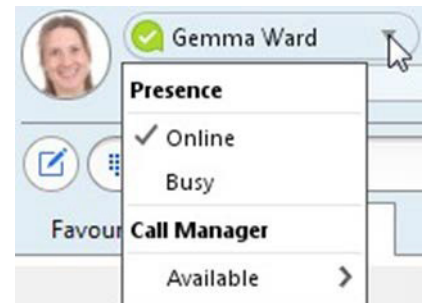 Gemma Ward
Presence
Online
Busy
Favour
Call Manager
Available